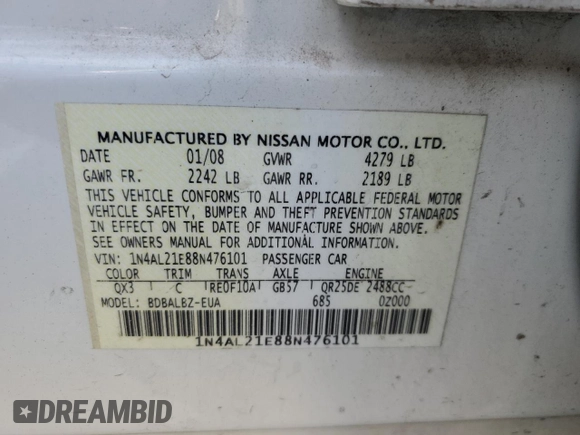 MANUFACTURED BY NISSAN MOTOR CO., LTD.
DATE 01/08 GVWR 4279 LB
GAWR FR. 2242 LB GAWR RR. 2189 LB
THIS VEHICLE CONFORMS TO ALL APPLICABLE FEDERAL MOTOR
VEHICLE SAFETY, BUMPER AND THEFT PREVENTION STANDARDS
IN EFFECT ON THE DATE OF MANUFACTURE SHOWN ABOVE.
SEE OWNERS MANUAL FOR ADDITIONAL INFORMATION.
VIN: 1N4AL21E88N476101 PASSENGER CAR
COLOR TRIM TRANS AXLE ENGINE
QX3 C RE0F10A GB57 QR25DE 2488CC
MODEL: BDBALBZ-EUA 685 0Z000
1N4AL21E88N476101
DREAMBID